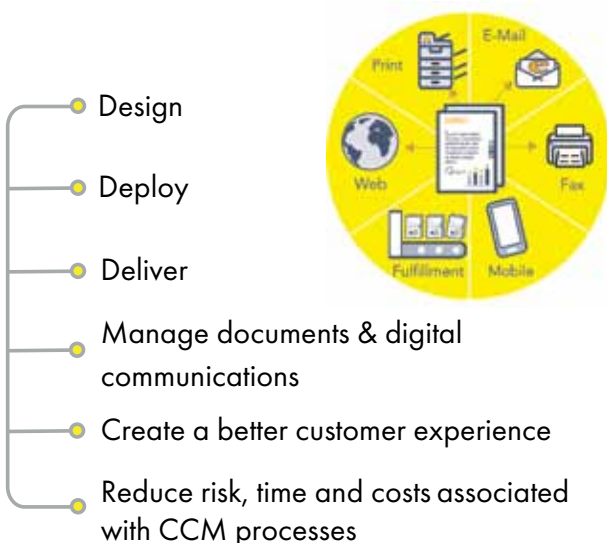 Design
Deploy
Deliver
Manage documents & digital
communications
Create a better customer experience
Reduce risk, time and costs associated
with CCM processes
E-Mail
Print
Web
Fax
Fulfillment
Mobile